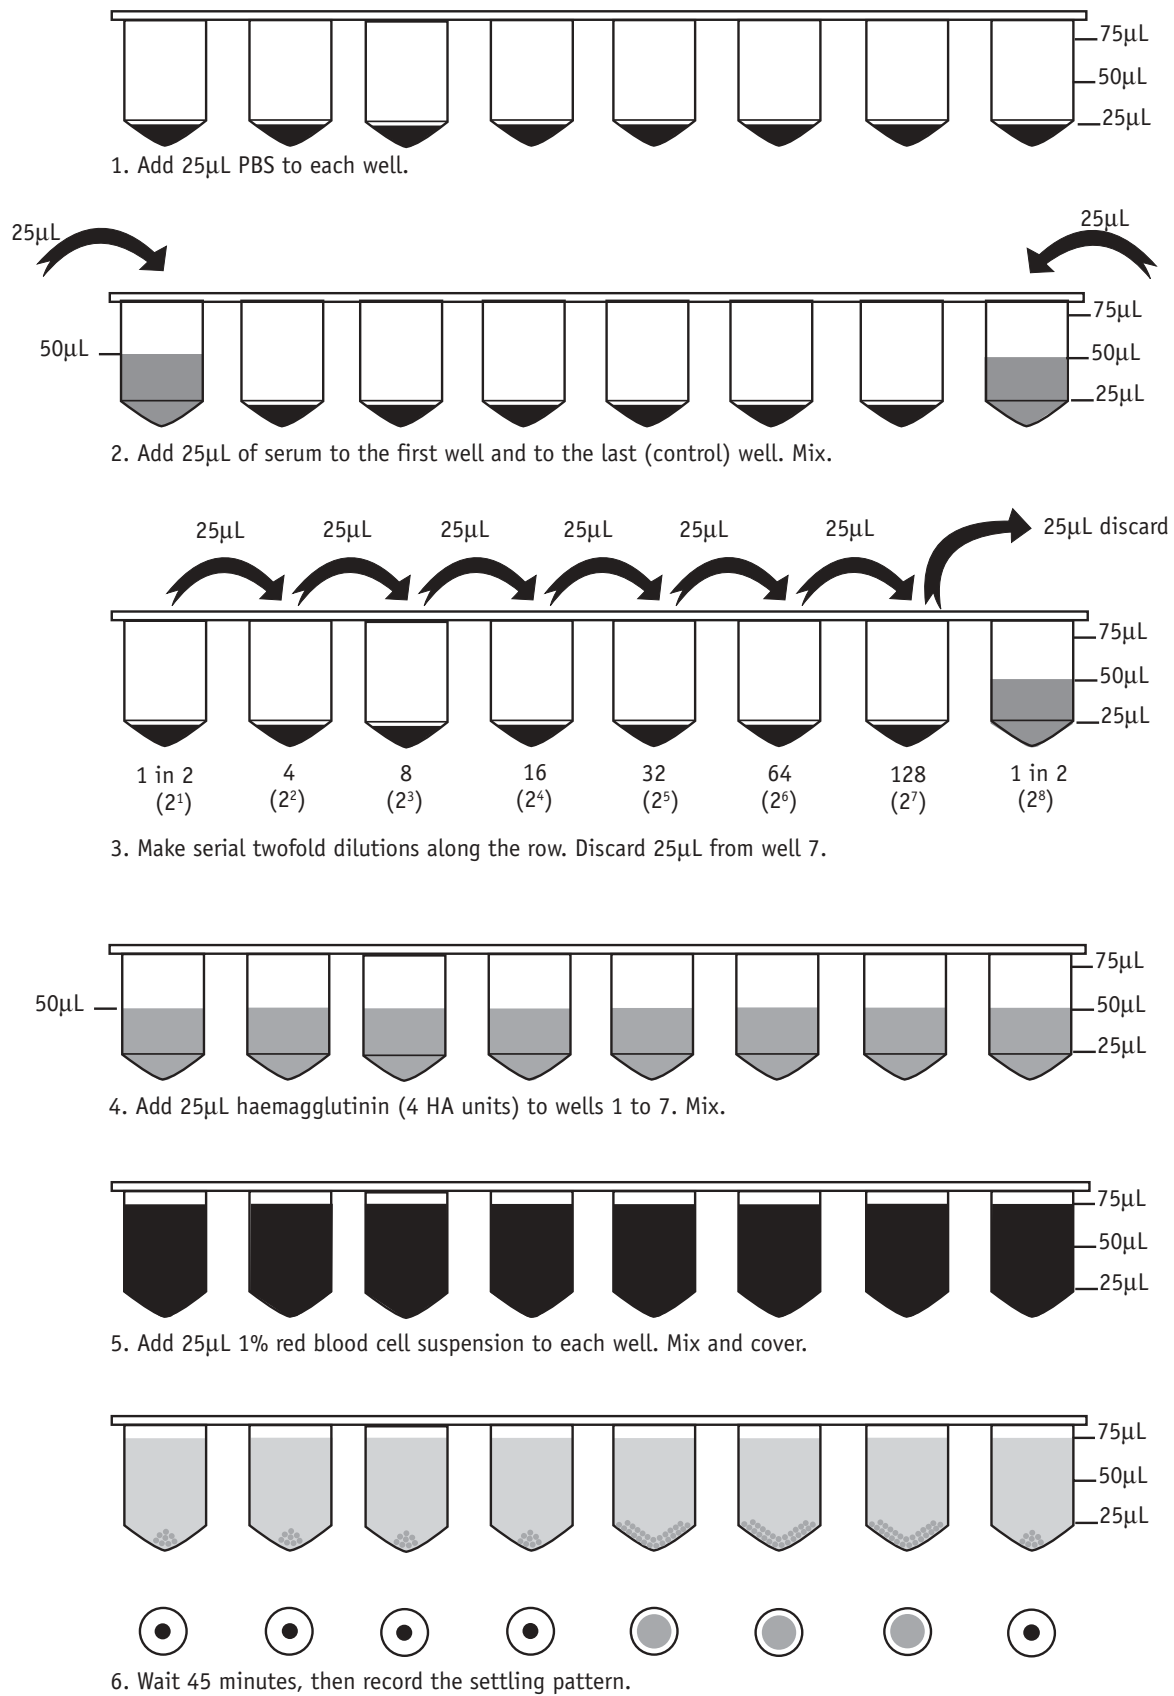 75µL
50µL
25µL
1. Add 25µL PBS to each well.
25µL
25µL
75µL
50µL
50µL
25µL
2. Add 25µL of serum to the first well and to the last (control) well. Mix.
25µL 25µL 25µL 25µL 25µL 25µL 25µL discard
75µL
50µL
25µL
1 in 2 4 8 16 32 64 128 1 in 2
(2¹) (2²) (2³) (2⁴) (2⁵) (2⁶) (2⁷) (2⁸)
3. Make serial twofold dilutions along the row. Discard 25µL from well 7.
75µL
50µL 50µL
25µL
4. Add 25µL haemagglutinin (4 HA units) to wells 1 to 7. Mix.
75µL
50µL
25µL
5. Add 25µL 1% red blood cell suspension to each well. Mix and cover.
75µL
50µL
25µL
6. Wait 45 minutes, then record the settling pattern.